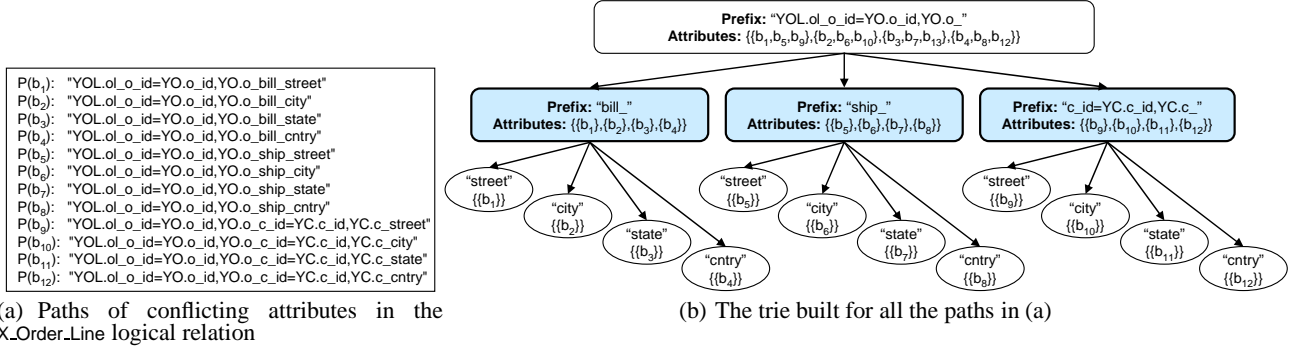 P(b1): "YOL.ol_o_id=YO.o_id,YO.o_bill_street"
P(b2): "YOL.ol_o_id=YO.o_id,YO.o_bill_city"
P(b3): "YOL.ol_o_id=YO.o_id,YO.o_bill_state"
P(b4): "YOL.ol_o_id=YO.o_id,YO.o_bill_cntry"
P(b5): "YOL.ol_o_id=YO.o_id,YO.o_ship_street"
P(b6): "YOL.ol_o_id=YO.o_id,YO.o_ship_city"
P(b7): "YOL.ol_o_id=YO.o_id,YO.o_ship_state"
P(b8): "YOL.ol_o_id=YO.o_id,YO.o_ship_cntry"
P(b9): "YOL.ol_o_id=YO.o_id,YO.o_c_id=YC.c_id,YC.c_street"
P(b10): "YOL.ol_o_id=YO.o_id,YO.o_c_id=YC.c_id,YC.c_city"
P(b11): "YOL.ol_o_id=YO.o_id,YO.o_c_id=YC.c_id,YC.c_state"
P(b12): "YOL.ol_o_id=YO.o_id,YO.o_c_id=YC.c_id,YC.c_cntry"
(a) Paths of conflicting attributes in the
X_Order_Line logical relation
Prefix: “YOL.ol_o_id=YO.o_id,YO.o_”
Attributes: {{b1,b5,b9},{b2,b6,b10},{b3,b7,b13},{b4,b8,b12}}
Prefix: “bill_”
Attributes: {{b1},{b2},{b3},{b4}}
Prefix: “ship_”
Attributes: {{b5},{b6},{b7},{b8}}
Prefix: “c_id=YC.c_id,YC.c_”
Attributes: {{b9},{b10},{b11},{b12}}
“street”
{{b1}}
“city”
{{b2}}
“state”
{{b3}}
“cntry”
{{b4}}
“street”
{{b5}}
“city”
{{b6}}
“state”
{{b7}}
“cntry”
{{b8}}
“street”
{{b9}}
“city”
{{b10}}
“state”
{{b11}}
“cntry”
{{b12}}
(b) The trie built for all the paths in (a)